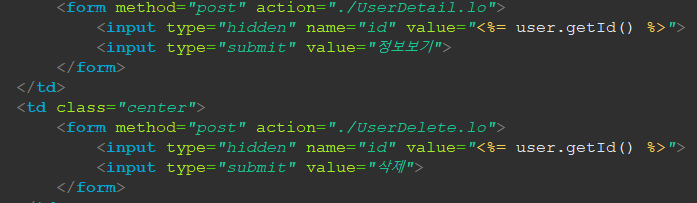 <form method="post" action="./UserDetail.lo">
<input type="hidden" name="id" value="<%= user.getId() %>">
<input type="submit" value="정보보기">
</form>
</td>
<td class="center">
<form method="post" action="./UserDelete.lo">
<input type="hidden" name="id" value="<%= user.getId() %>">
<input type="submit" value="삭제">
</form>